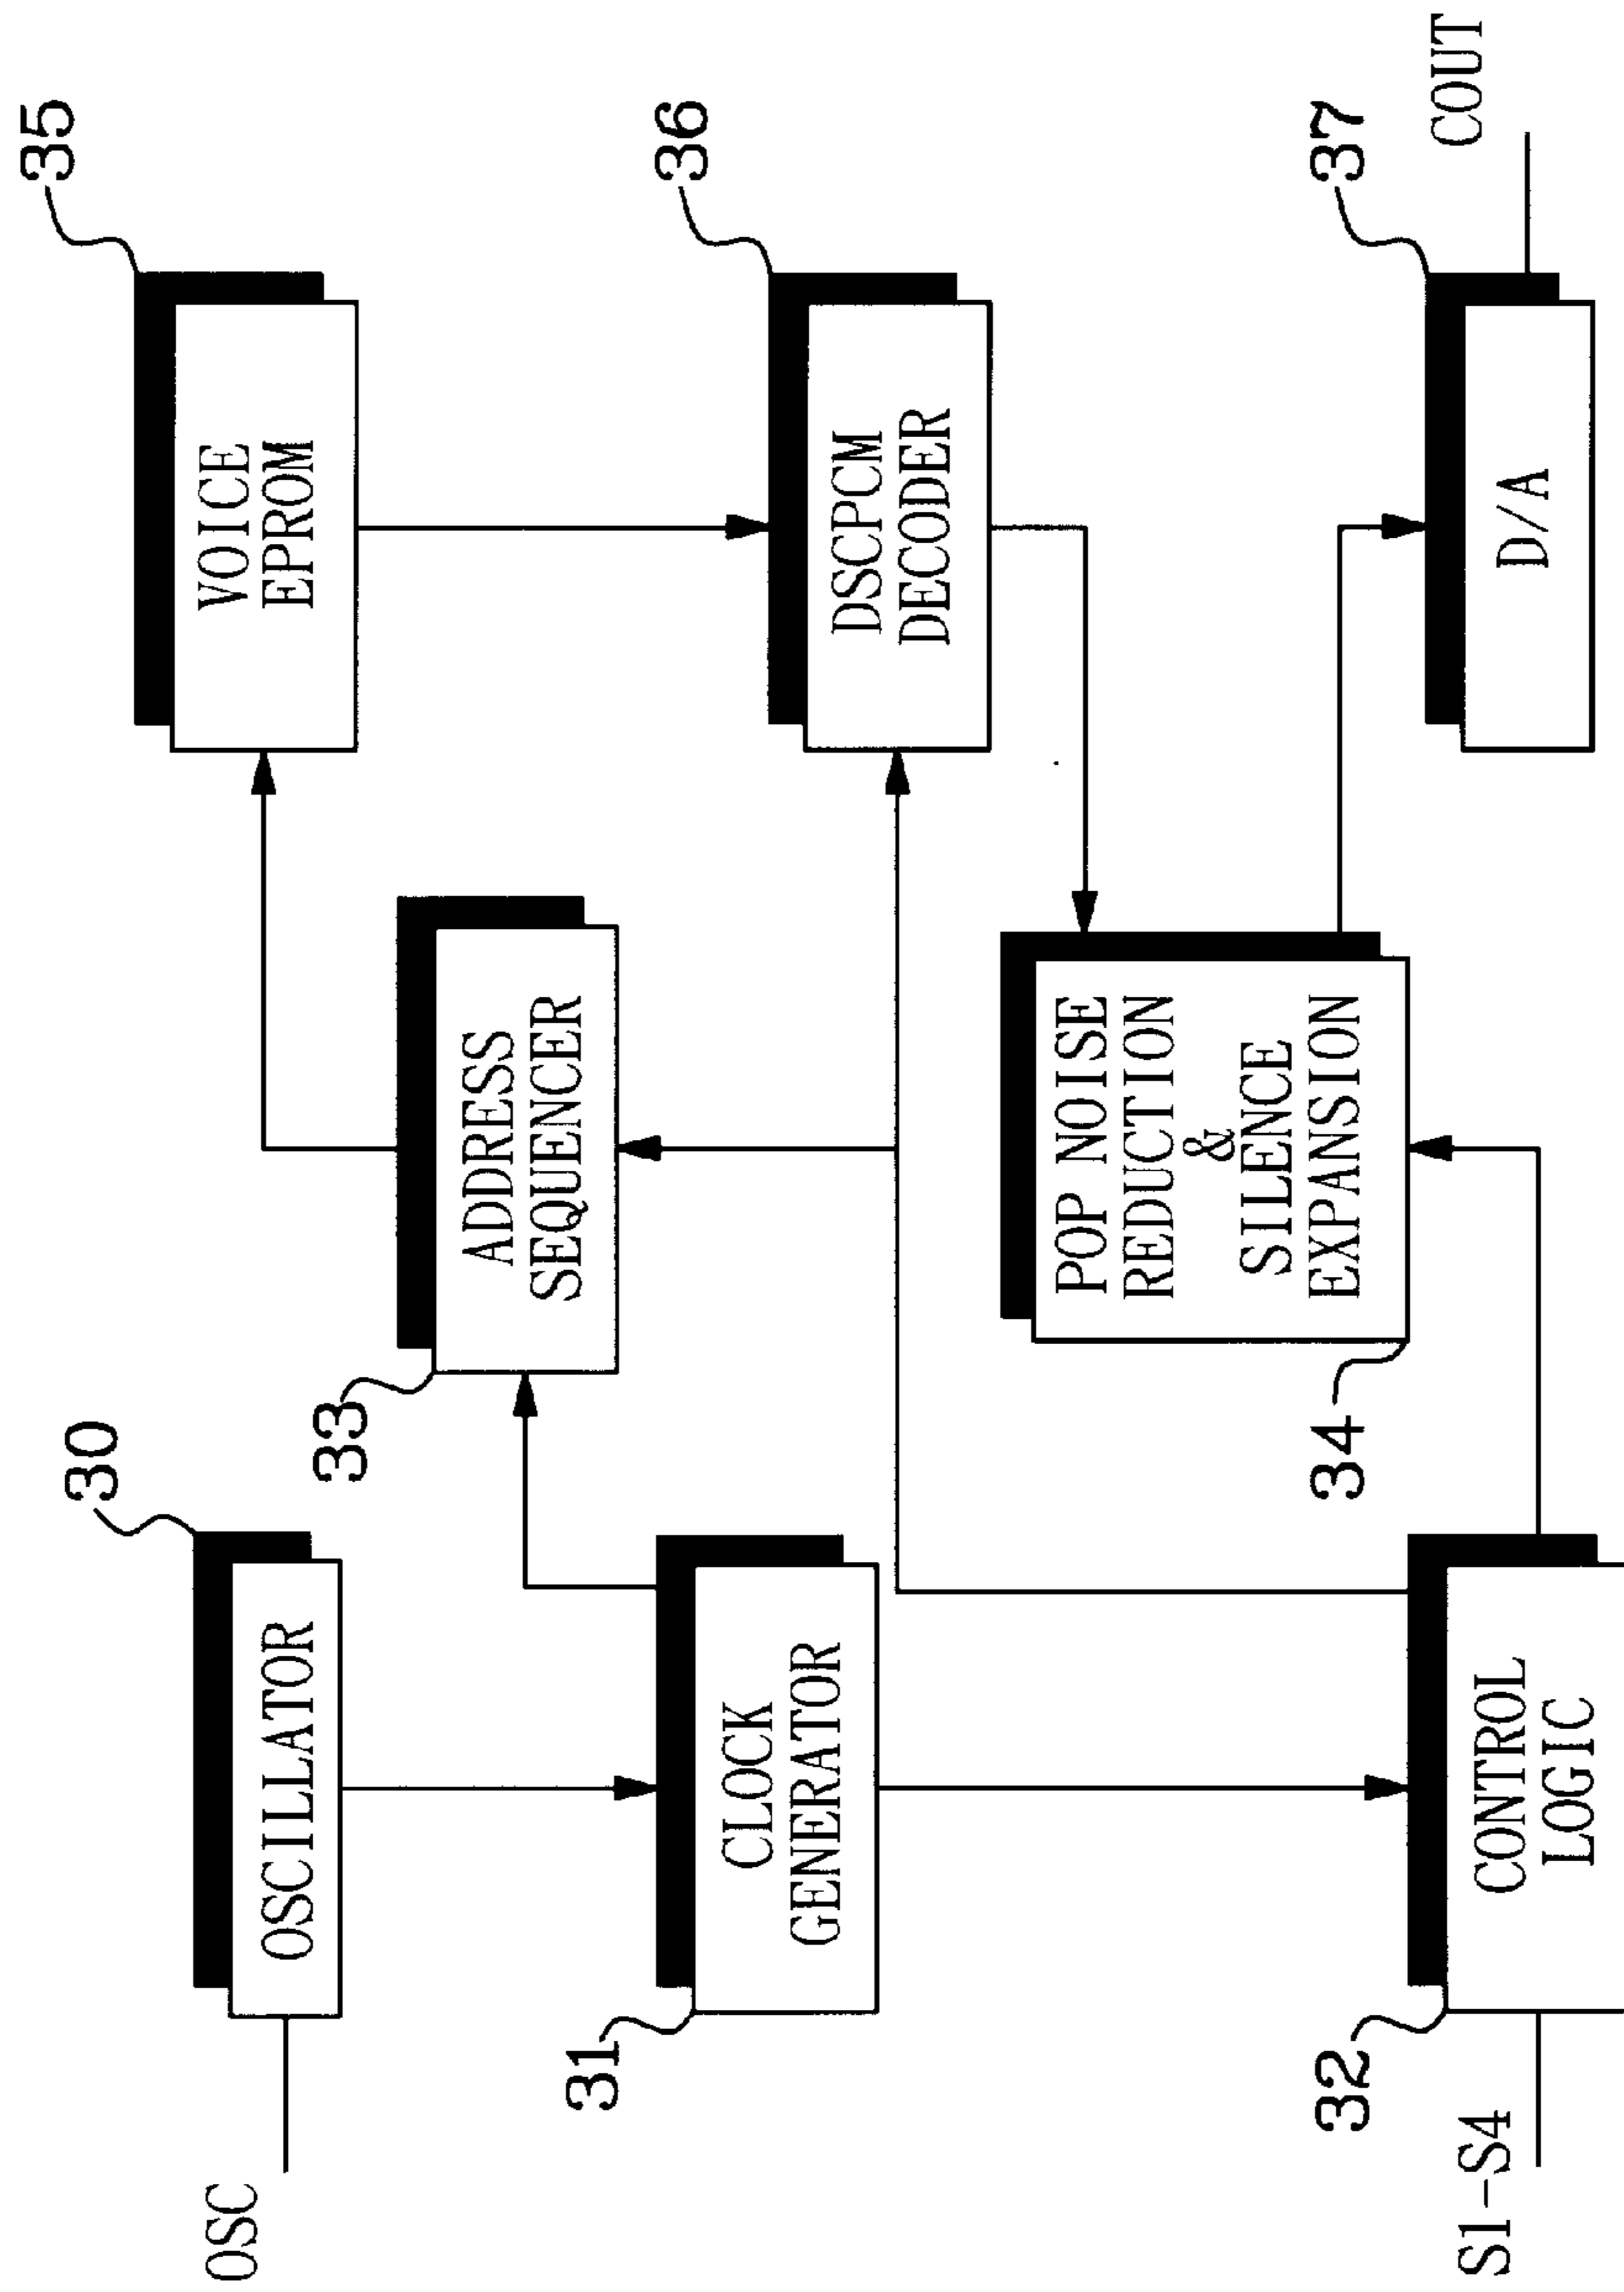 OSC
30
OSCILLATOR
31
CLOCK
GENERATOR
S1-S4
32
CONTROL
LOGIC
33
ADDRESS
SEQUENCER
34
POP NOISE
REDUCTION
&
SILENCE
EXPANSION
35
VOICE
EPROM
36
DSCPCM
DECODER
37
D/A
COUT